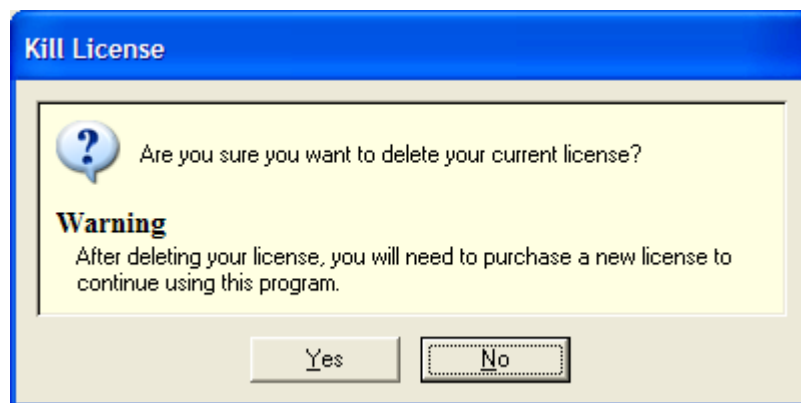 Kill License
Are you sure you want to delete your current license?
Warning
After deleting your license, you will need to purchase a new license to
continue using this program.
Yes
No